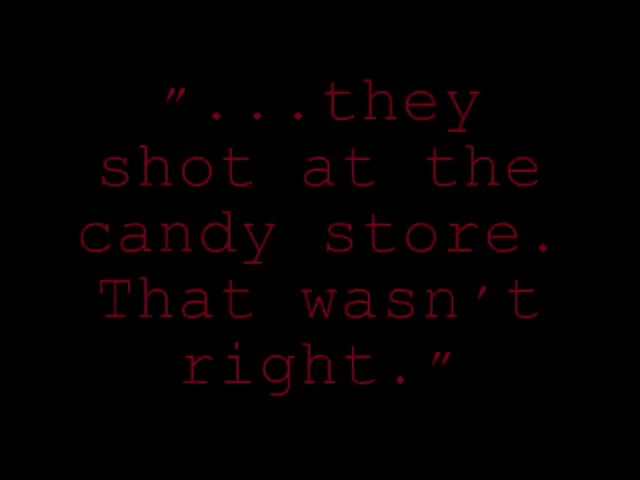 "...they
shot at the
candy store.
That wasn't
right."